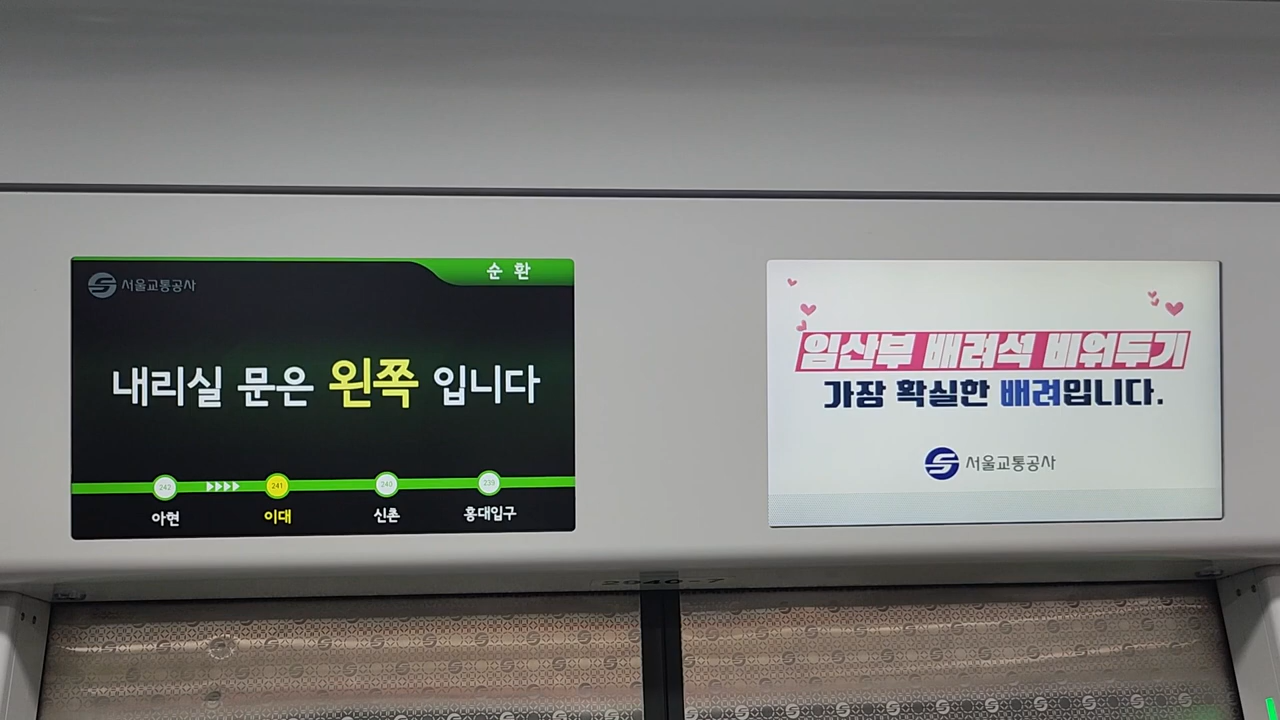 서울교통공사
순 환
내리실 문은 왼쪽 입니다
242 241 240 239
아현 이대 신촌 홍대입구
임산부 배려석 비워두기
가장 확실한 배려입니다.
서울교통공사
2046-7